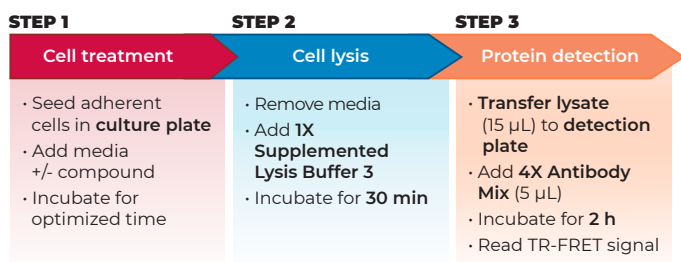 STEP 1
Cell treatment
· Seed adherent
cells in culture plate
· Add media
+/- compound
· Incubate for
optimized time
STEP 2
Cell lysis
· Remove media
· Add 1X
Supplemented
Lysis Buffer 3
· Incubate for 30 min
STEP 3
Protein detection
· Transfer lysate
(15 µL) to detection
plate
· Add 4X Antibody
Mix (5 µL)
· Incubate for 2 h
· Read TR-FRET signal